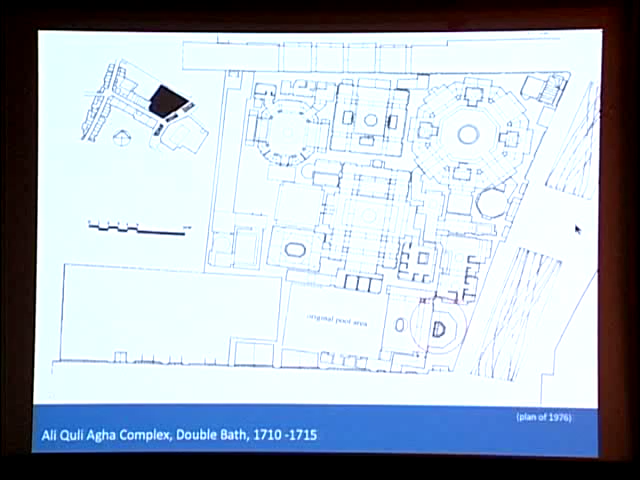 original pool area
(plan of 1976)
Ali Quli Agha Complex, Double Bath, 1710 -1715